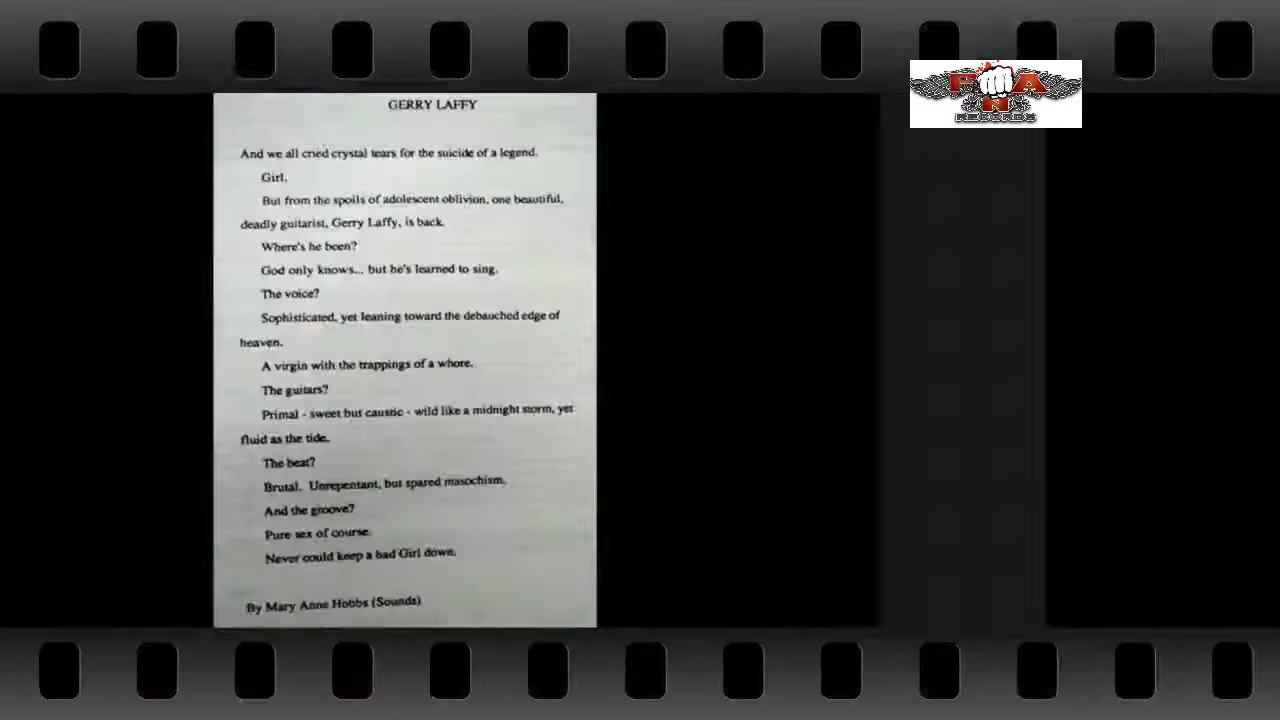 GERRY LAFFY
And we all cried crystal tears for the suicide of a legend.
Girl.
But from the spoils of adolescent oblivion, one beautiful,
deadly guitarist, Gerry Laffy, is back.
Where's he been?
God only knows... but he's learned to sing.
The voice?
Sophisticated, yet leaning toward the debauched edge of
heaven.
A virgin with the trappings of a whore.
The guitars?
Primal - sweet but caustic - wild like a midnight storm, yet
fluid as the tide.
The beat?
Brutal. Unrepentant, but spared masochism.
And the groove?
Pure sex of course.
Never could keep a bad Girl down.
By Mary Anne Hobbs (Sounds)
F N A
RECORDS